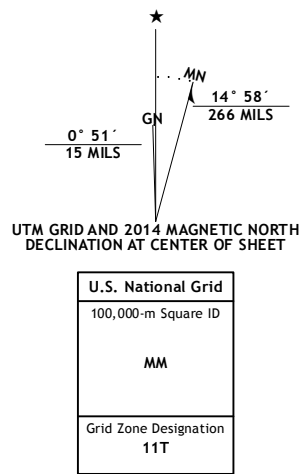 ★
MN
GN
0° 51´
15 MILS
14° 58´
266 MILS
UTM GRID AND 2014 MAGNETIC NORTH
DECLINATION AT CENTER OF SHEET
U.S. National Grid
100,000-m Square ID
MM
Grid Zone Designation
11T